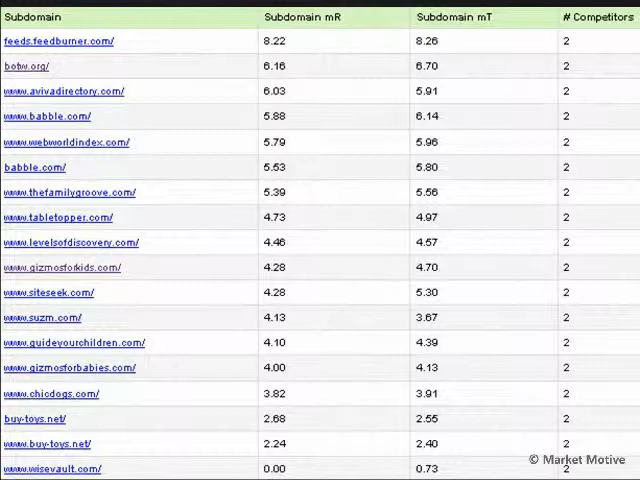 Subdomain Subdomain mR Subdomain mT # Competitors
feeds.feedburner.com/ 8.22 8.26 2
botw.org/ 6.16 6.70 2
www.avivadirectory.com/ 6.03 5.91 2
www.babble.com/ 5.88 6.14 2
www.webworldindex.com/ 5.79 5.96 2
babble.com/ 5.53 5.80 2
www.thefamilygroove.com/ 5.39 5.56 2
www.tabletopper.com/ 4.73 4.97 2
www.levelsofdiscovery.com/ 4.46 4.57 2
www.gizmosforkids.com/ 4.28 4.70 2
www.siteseek.com/ 4.28 5.30 2
www.suzm.com/ 4.13 3.67 2
www.guideyourchildren.com/ 4.10 4.39 2
www.gizmosforbabies.com/ 4.00 4.13 2
www.chicdogs.com/ 3.82 3.91 2
buy-toys.net/ 2.68 2.55 2
www.buy-toys.net/ 2.24 2.40 2
www.wisevault.com/ 0.00 0.73 2
© Market Motive